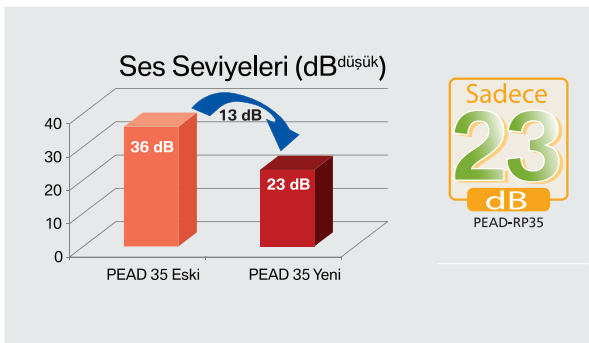 Ses Seviyeleri (dBdüşük)
40
30
20
10
0
36 dB
13 dB
23 dB
PEAD 35 Eski
PEAD 35 Yeni
Sadece
23
dB
PEAD-RP35